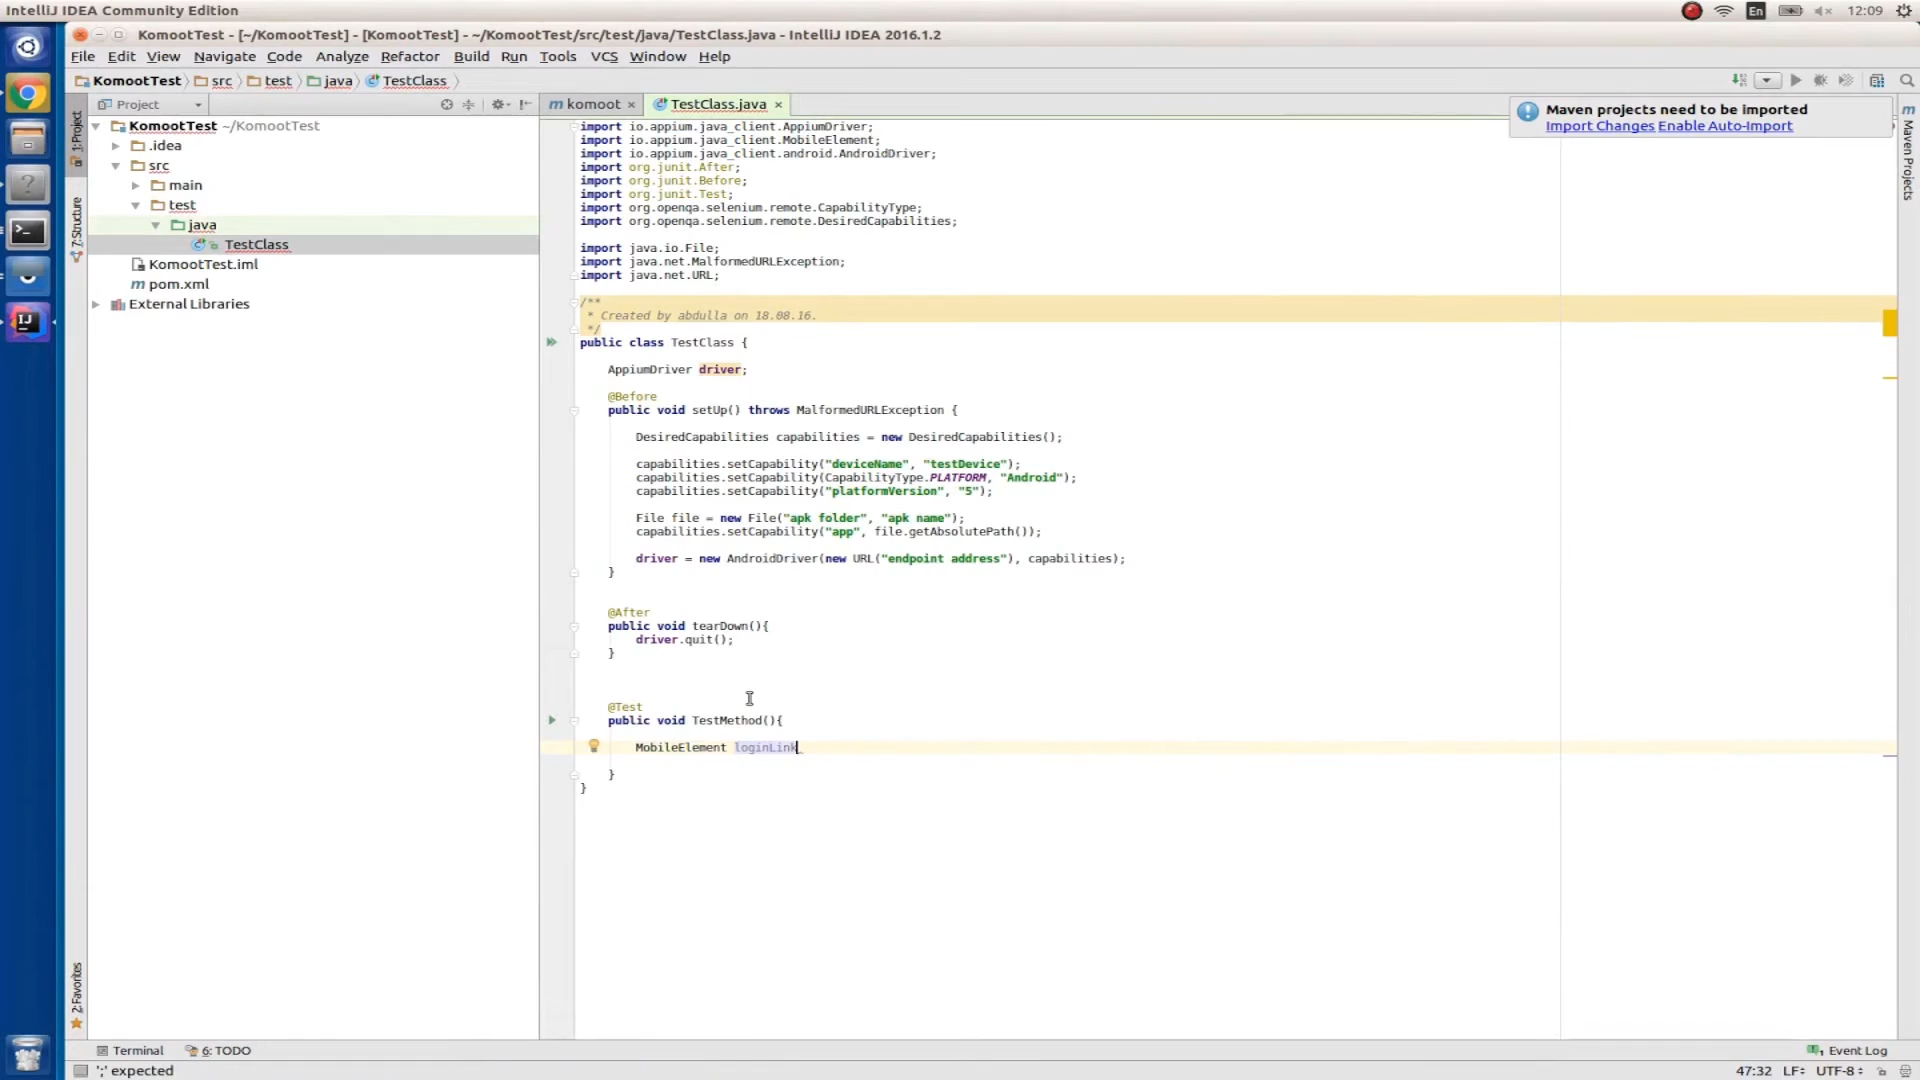 IntelliJ IDEA Community Edition
En
12:09
KomootTest - [~/KomootTest] - [KomootTest] - ~/KomootTest/src/test/java/TestClass.java - IntelliJ IDEA 2016.1.2
File Edit View Navigate Code Analyze Refactor Build Run Tools VCS Window Help
KomootTest src test java TestClass
Project
komoot
TestClass.java
Maven projects need to be imported
Import Changes Enable Auto-Import
1: Project
7: Structure
2: Favorites
Maven Projects
KomootTest ~/KomootTest
.idea
src
main
test
java
TestClass
KomootTest.iml
pom.xml
External Libraries
import io.appium.java_client.AppiumDriver;
import io.appium.java_client.MobileElement;
import io.appium.java_client.android.AndroidDriver;
import org.junit.After;
import org.junit.Before;
import org.junit.Test;
import org.openqa.selenium.remote.CapabilityType;
import org.openqa.selenium.remote.DesiredCapabilities;
import java.io.File;
import java.net.MalformedURLException;
import java.net.URL;
/**
* Created by abdulla on 18.08.16.
*/
public class TestClass {
AppiumDriver driver;
@Before
public void setUp() throws MalformedURLException {
DesiredCapabilities capabilities = new DesiredCapabilities();
capabilities.setCapability("deviceName", "testDevice");
capabilities.setCapability(CapabilityType.PLATFORM, "Android");
capabilities.setCapability("platformVersion", "5");
File file = new File("apk folder", "apk name");
capabilities.setCapability("app", file.getAbsolutePath());
driver = new AndroidDriver(new URL("endpoint address"), capabilities);
}
@After
public void tearDown(){
driver.quit();
}
@Test
public void TestMethod(){
MobileElement loginLink
}
}
Terminal
6: TODO
Event Log
';' expected
47:32 LF÷ UTF-8÷